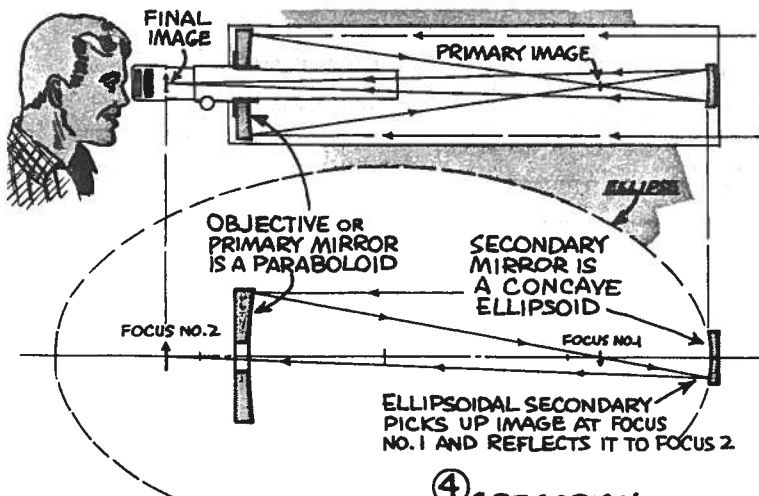 FINAL
IMAGE
PRIMARY IMAGE
ELLIPSE
OBJECTIVE OR
PRIMARY MIRROR
IS A PARABOLOID
SECONDARY
MIRROR IS
A CONCAVE
ELLIPSOID
FOCUS NO.2
FOCUS NO.1
ELLIPSOIDAL SECONDARY
PICKS UP IMAGE AT FOCUS
NO.1 AND REFLECTS IT TO FOCUS 2
4